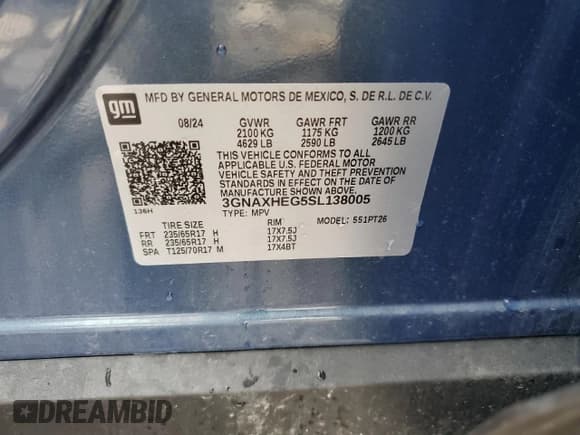 gm
MFD BY GENERAL MOTORS DE MEXICO, S. DE R.L. DE C.V.
08/24 GVWR GAWR FRT GAWR RR
2100 KG 1175 KG 1200 KG
4629 LB 2590 LB 2645 LB
THIS VEHICLE CONFORMS TO ALL
APPLICABLE U.S. FEDERAL MOTOR
VEHICLE SAFETY AND THEFT PREVENTION
STANDARDS IN EFFECT ON THE DATE OF
MANUFACTURE SHOWN ABOVE.
3GNAXHEG5SL138005
136H TYPE: MPV MODEL: 551PT26
TIRE SIZE RIM
FRT 235/65R17 H 17X7.5J
RR 235/65R17 H 17X7.5J
SPA T125/70R17 M 17X4BT
DREAMBID